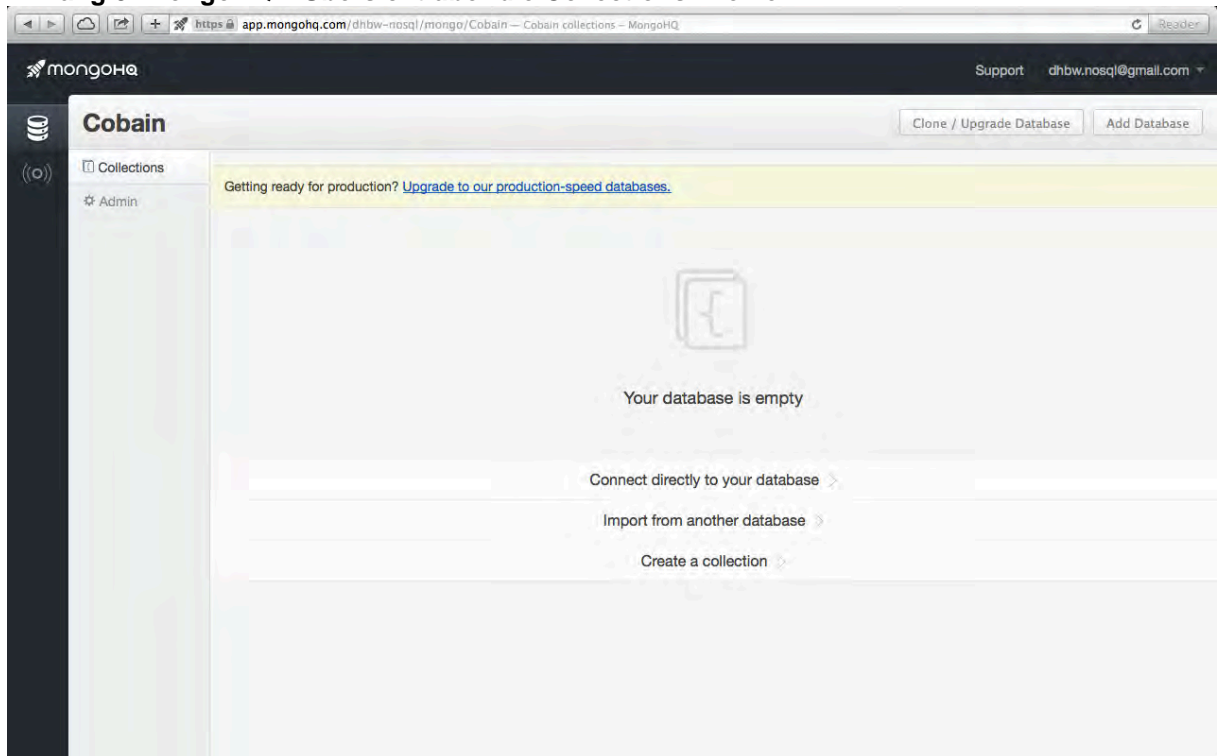 https app.mongohq.com/dhbw-nosql/mongo/Cobain — Cobain collections — MongoHQ
Reader
mongoHQ
Support dhbw.nosql@gmail.com
Cobain
Clone / Upgrade Database Add Database
Collections
Admin
Getting ready for production? Upgrade to our production-speed databases.
Your database is empty
Connect directly to your database
Import from another database
Create a collection